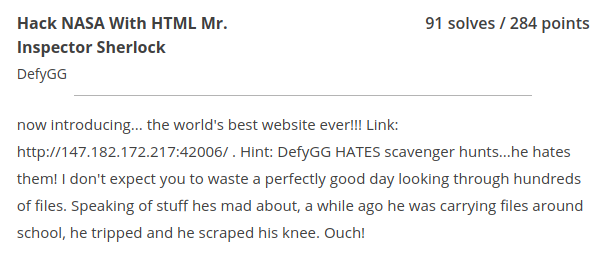 Hack NASA With HTML Mr.
Inspector Sherlock
91 solves / 284 points
DefyGG
now introducing... the world's best website ever!!! Link:
http://147.182.172.217:42006/ . Hint: DefyGG HATES scavenger hunts...he hates
them! I don't expect you to waste a perfectly good day looking through hundreds
of files. Speaking of stuff hes mad about, a while ago he was carrying files around
school, he tripped and he scraped his knee. Ouch!